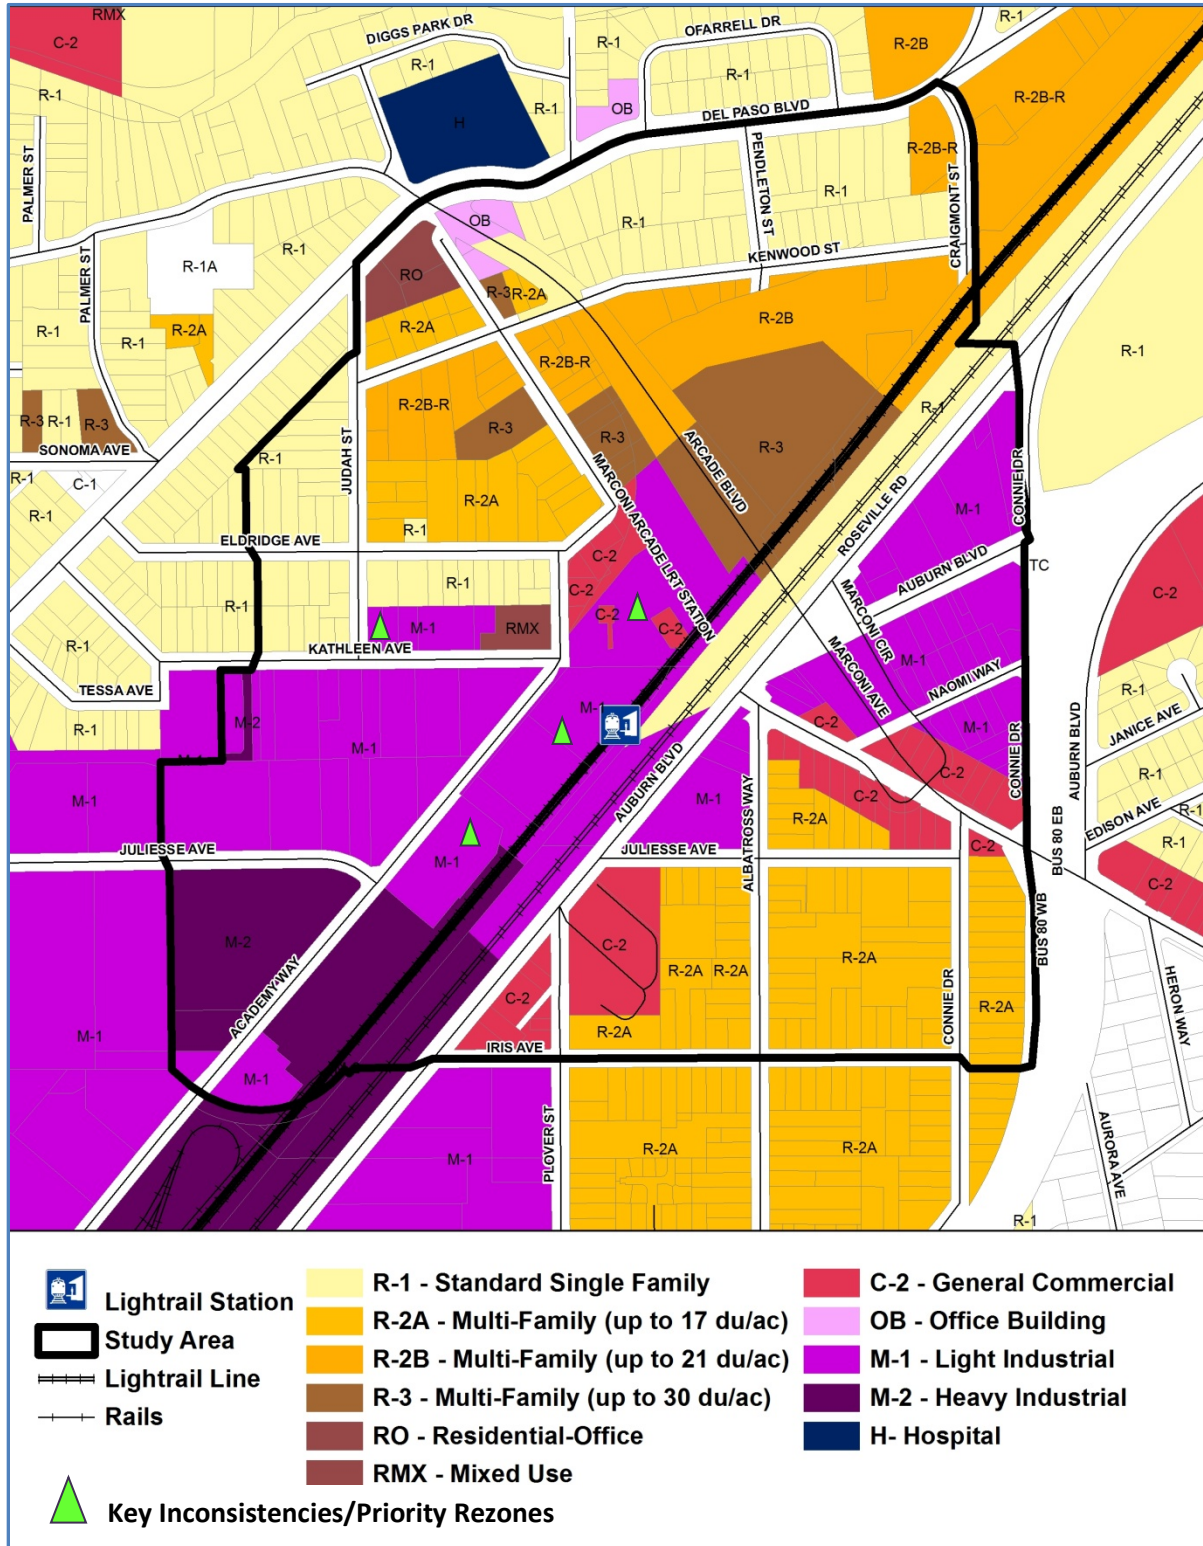 RMX
C-2
DIGGS PARK DR
OFARRELL DR
R-1
R-1
R-2B
R-1
R-1
R-1
R-1
OB
R-2B-R
H
DEL PASO BLVD
PALMER ST
R-1
PENDLETON ST
R-2B-R
R-1
CRAIGMONT ST
OB
R-1
KENWOOD ST
R-1
R-1A
RO
R-3
R-2A
PALMER ST
R-1
R-2A
R-1
R-2A
R-2B
R-2B-R
R-1
R-2B-R
R-1
R-3
R-1
R-3
R-3
R-3
R-3
SONOMA AVE
R-1
JUDAH ST
MARCONI ARCADE LRT STATION
ARCADE BLVD
ROSEVILLE RD
CONNIE DR
R-1
C-1
R-2A
M-1
R-1
R-1
ELDRIDGE AVE
C-2
AUBURN BLVD
TC
R-1
R-1
C-2
MARCONI CIR
C-2
R-1
M-1
RMX
C-2
C-2
KATHLEEN AVE
MARCONI AVE
M-1
NAOMI WAY
R-1
TESSA AVE
M-1
M-1
JANICE AVE
R-1
M-2
C-2
CONNIE DR
AUBURN BLVD
M-1
M-1
AUBURN BLVD
C-2
R-1
M-1
M-1
ALBATROSS WAY
C-2
EDISON AVE
R-1
JULIESSE AVE
M-1
JULIESSE AVE
R-2A
C-2
BUS 80 EB
R-1
C-2
M-2
C-2
R-2A
R-2A
R-2A
BUS 80 WB
ACADEMY WAY
C-2
CONNIE DR
R-2A
HERON WAY
M-1
R-2A
IRIS AVE
M-1
PLOVER ST
AURORA AVE
M-1
R-2A
R-2A
R-1
Lightrail Station
Study Area
Lightrail Line
Rails
R-1 - Standard Single Family
R-2A - Multi-Family (up to 17 du/ac)
R-2B - Multi-Family (up to 21 du/ac)
R-3 - Multi-Family (up to 30 du/ac)
RO - Residential-Office
RMX - Mixed Use
C-2 - General Commercial
OB - Office Building
M-1 - Light Industrial
M-2 - Heavy Industrial
H- Hospital
Key Inconsistencies/Priority Rezones